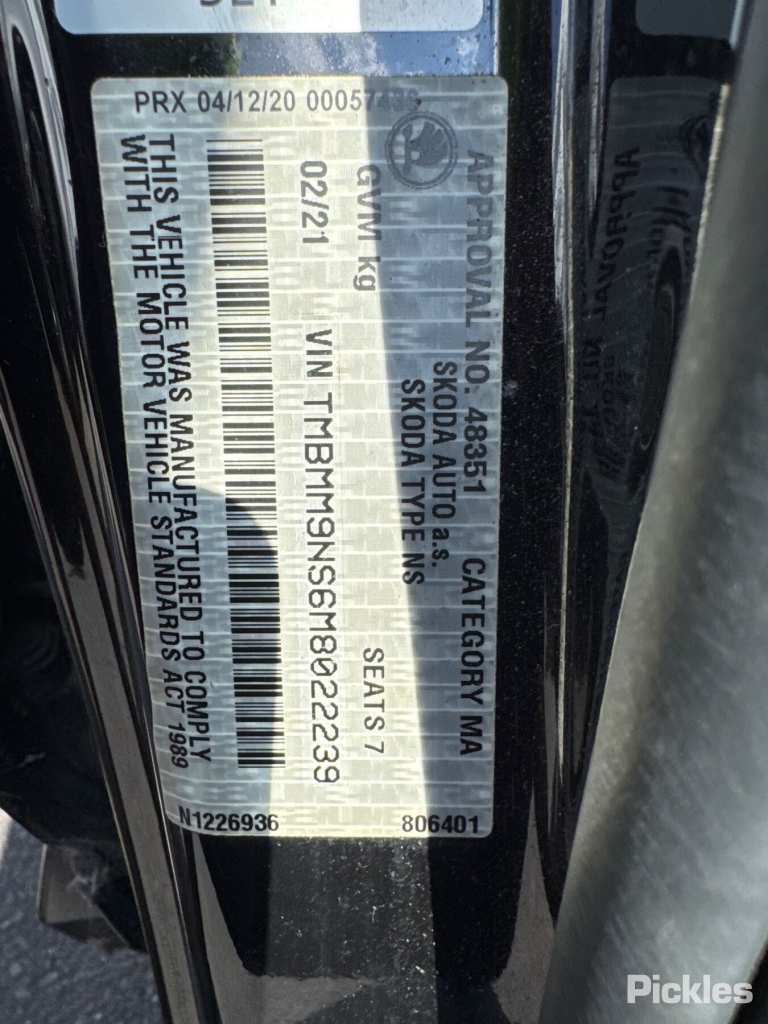 PRX 04/12/20
APPROVAL NO. 48351 CATEGORY MA
SKODA AUTO a.s.
SKODA TYPE NS
GVM kg SEATS 7
02/21 VIN TMBMM9NS6M8022239
THIS VEHICLE WAS MANUFACTURED TO COMPLY
WITH THE MOTOR VEHICLE STANDARDS ACT 1989
N1226936 806401
Pickles